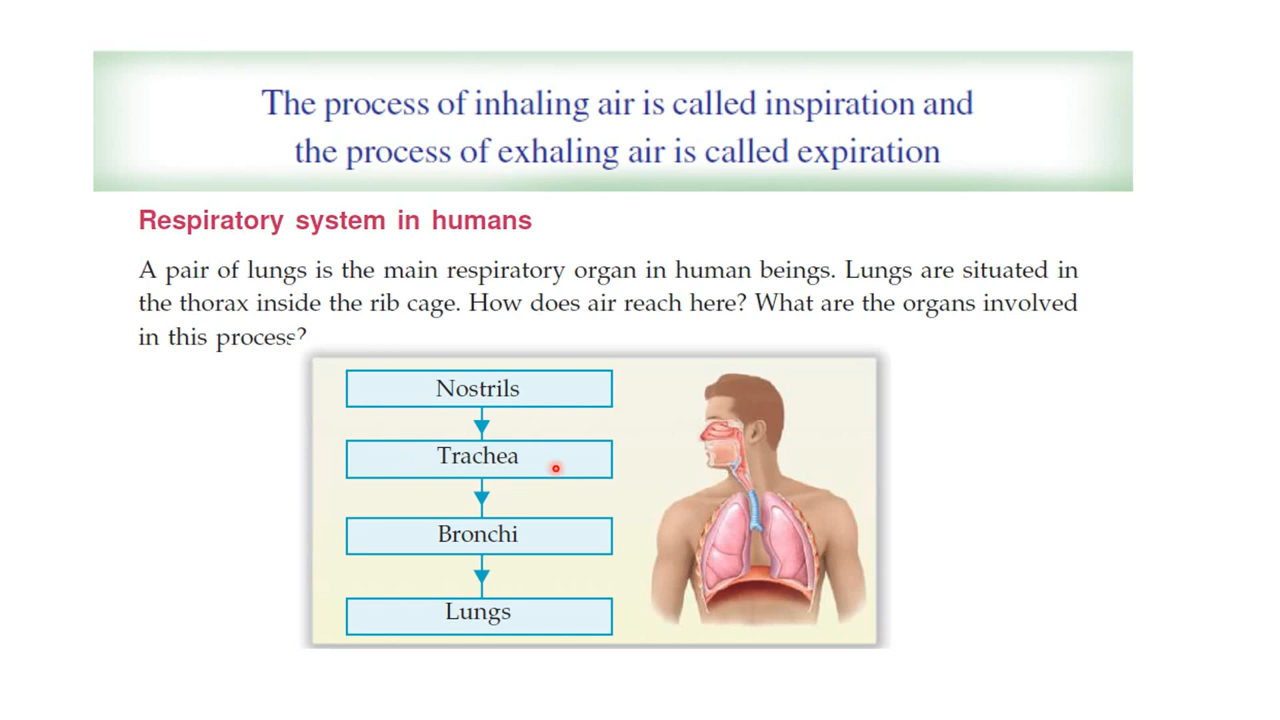 The process of inhaling air is called inspiration and
the process of exhaling air is called expiration
Respiratory system in humans
A pair of lungs is the main respiratory organ in human beings. Lungs are situated in
the thorax inside the rib cage. How does air reach here? What are the organs involved
in this process?
Nostrils
Trachea
Bronchi
Lungs